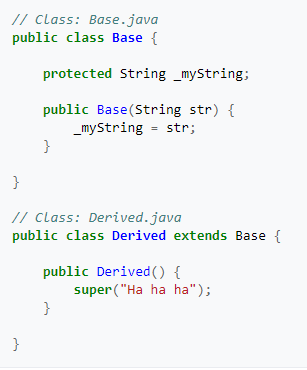 // Class: Base.java
public class Base {
protected String _myString;
public Base(String str) {
_myString = str;
}
}
// Class: Derived.java
public class Derived extends Base {
public Derived() {
super("Ha ha ha");
}
}